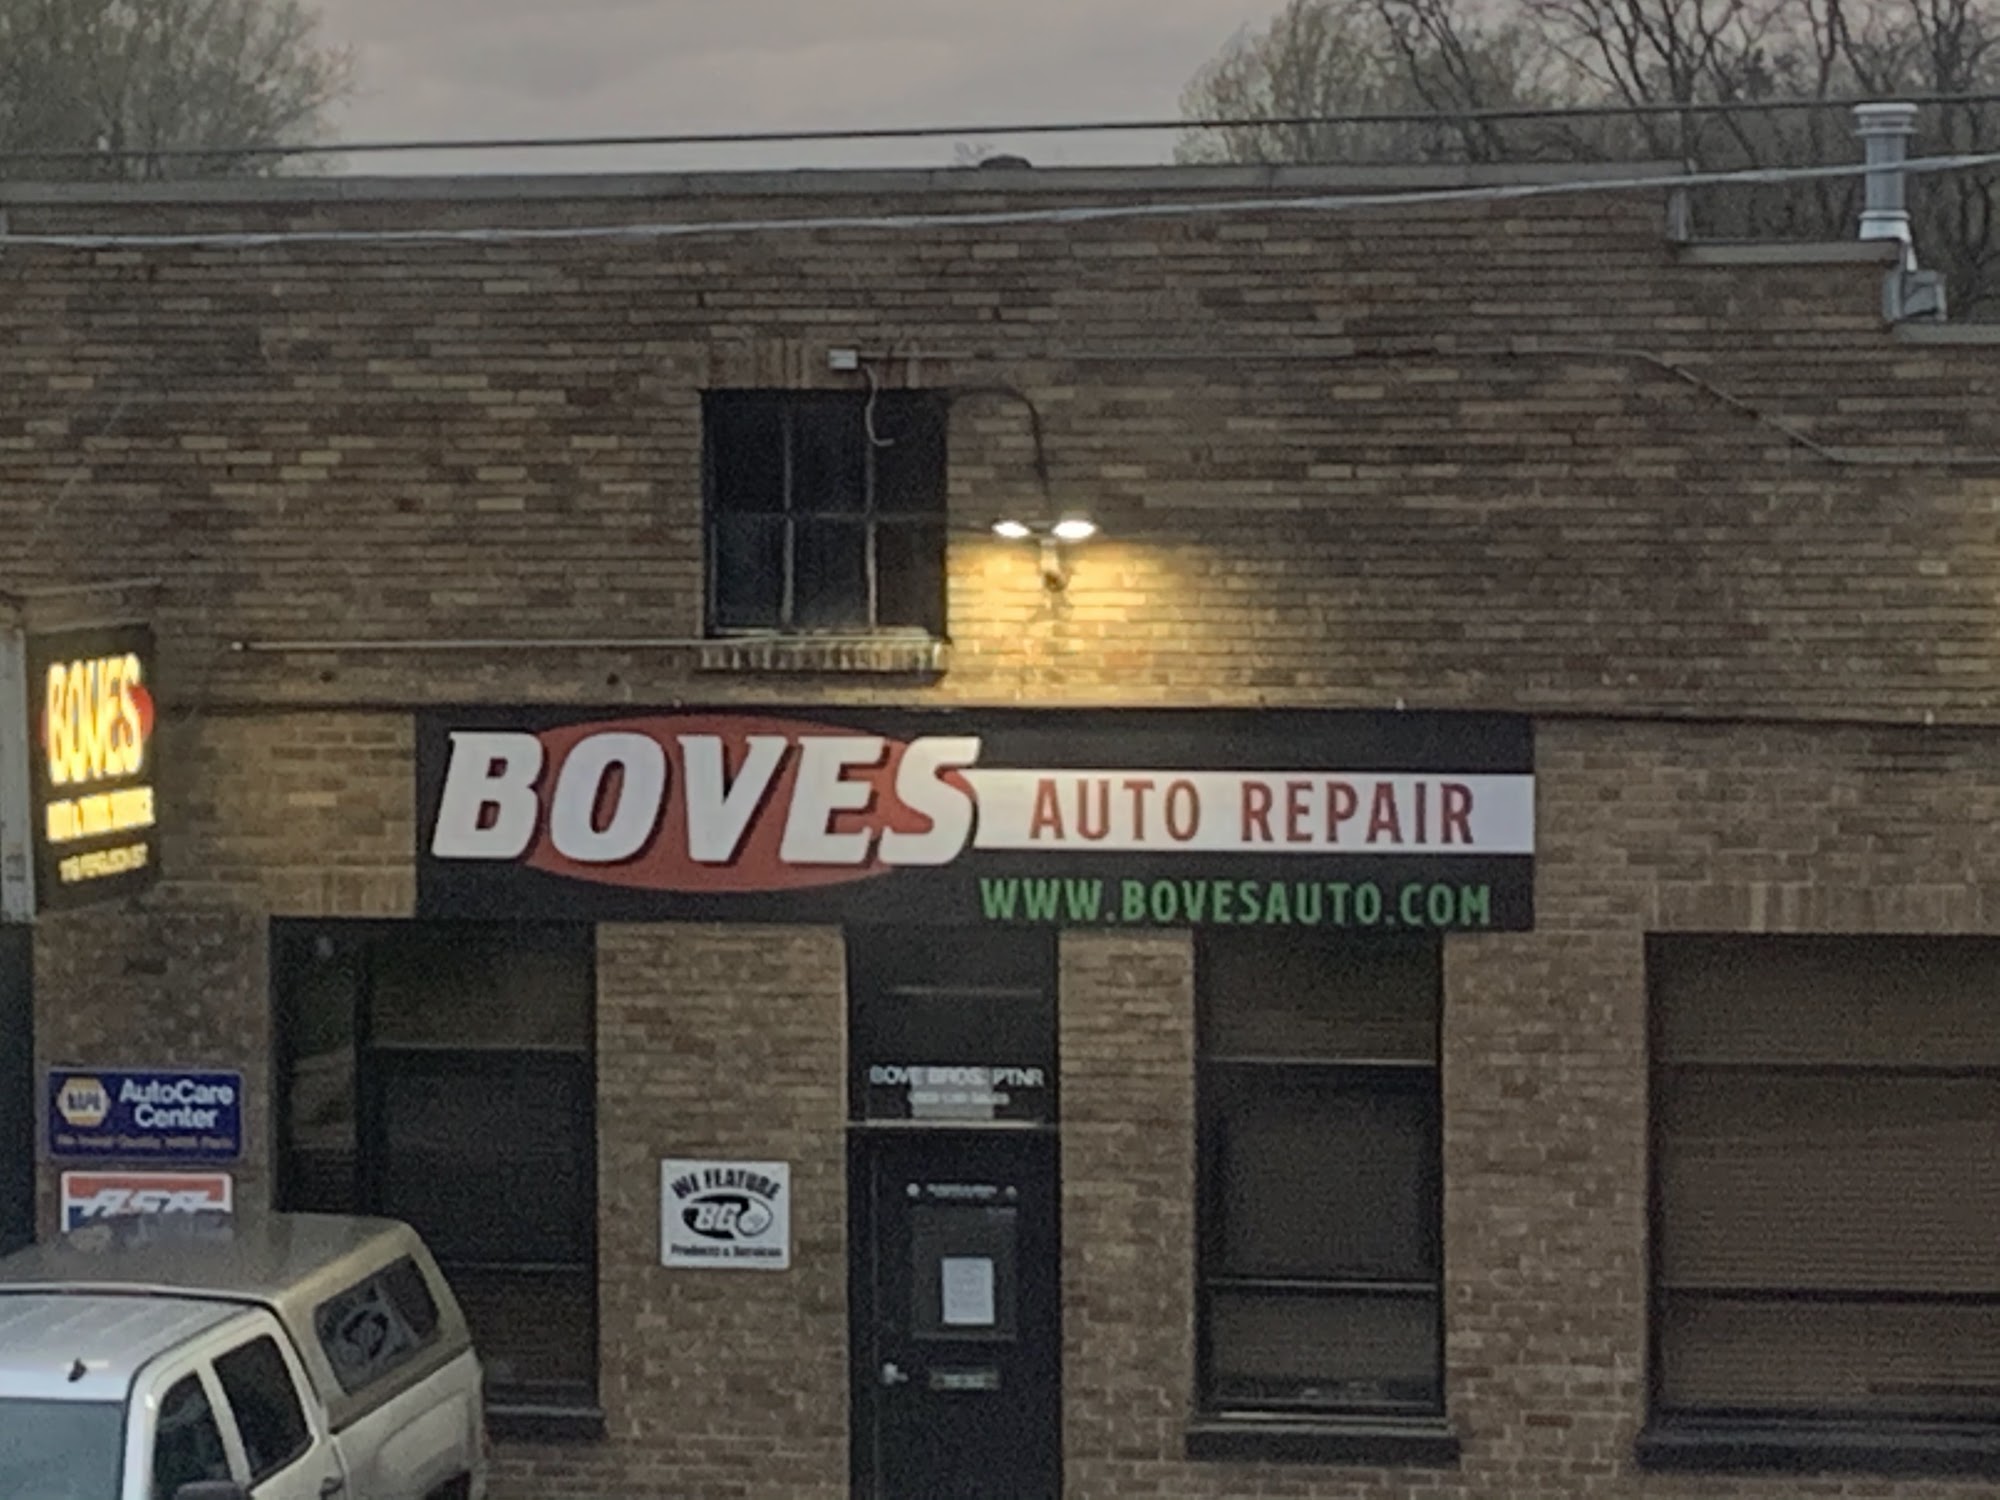 BOVES
BOVES
AUTO REPAIR
WWW.BOVESAUTO.COM
BOVE BROS. PTNR
NAPA
AutoCare
Center
WE FEATURE
BG
Products & Services